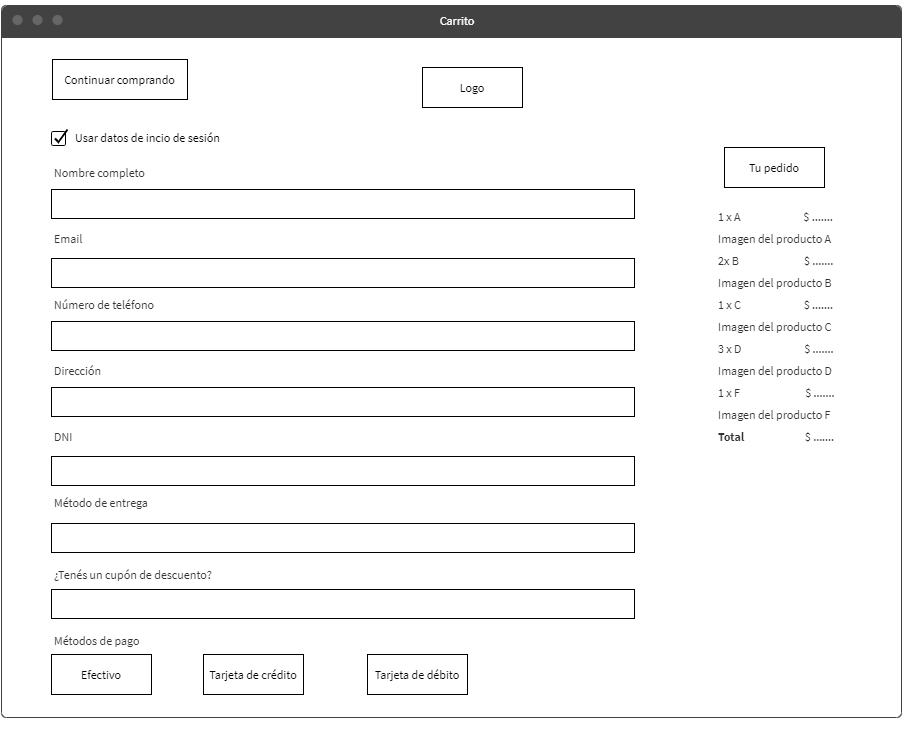 Carrito
Continuar comprando
Logo
Usar datos de incio de sesión
Nombre completo
Email
Número de teléfono
Dirección
DNI
Método de entrega
¿Tenés un cupón de descuento?
Métodos de pago
Efectivo
Tarjeta de crédito
Tarjeta de débito
Tu pedido
1 x A $ .......
Imagen del producto A
2x B $ .......
Imagen del producto B
1 x C $ .......
Imagen del producto C
3 x D $ .......
Imagen del producto D
1 x F $ .......
Imagen del producto F
Total $ .......